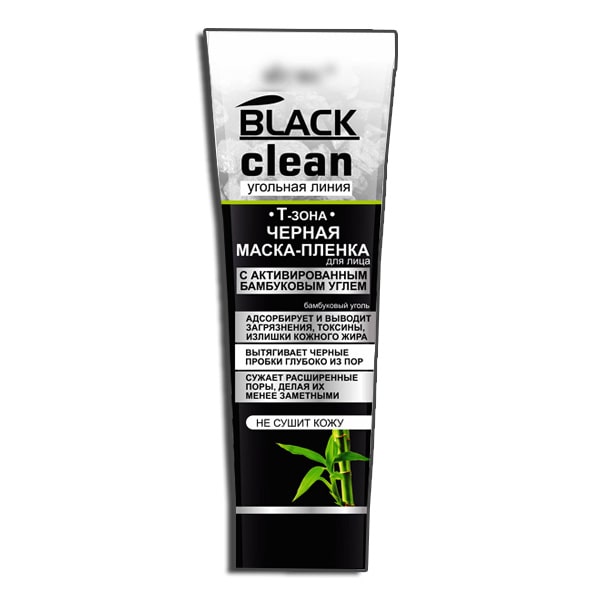 BLACK
clean
угольная линия
• Т-ЗОНА •
ЧЕРНАЯ
МАСКА-ПЛЕНКА
для лица
С АКТИВИРОВАННЫМ
БАМБУКОВЫМ УГЛЕМ
бамбуковый уголь
АДСОРБИРУЕТ И ВЫВОДИТ
ЗАГРЯЗНЕНИЯ, ТОКСИНЫ,
ИЗЛИШКИ КОЖНОГО ЖИРА
ВЫТЯГИВАЕТ ЧЕРНЫЕ
ПРОБКИ ГЛУБОКО ИЗ ПОР
СУЖАЕТ РАСШИРЕННЫЕ
ПОРЫ, ДЕЛАЯ ИХ
МЕНЕЕ ЗАМЕТНЫМИ
НЕ СУШИТ КОЖУ